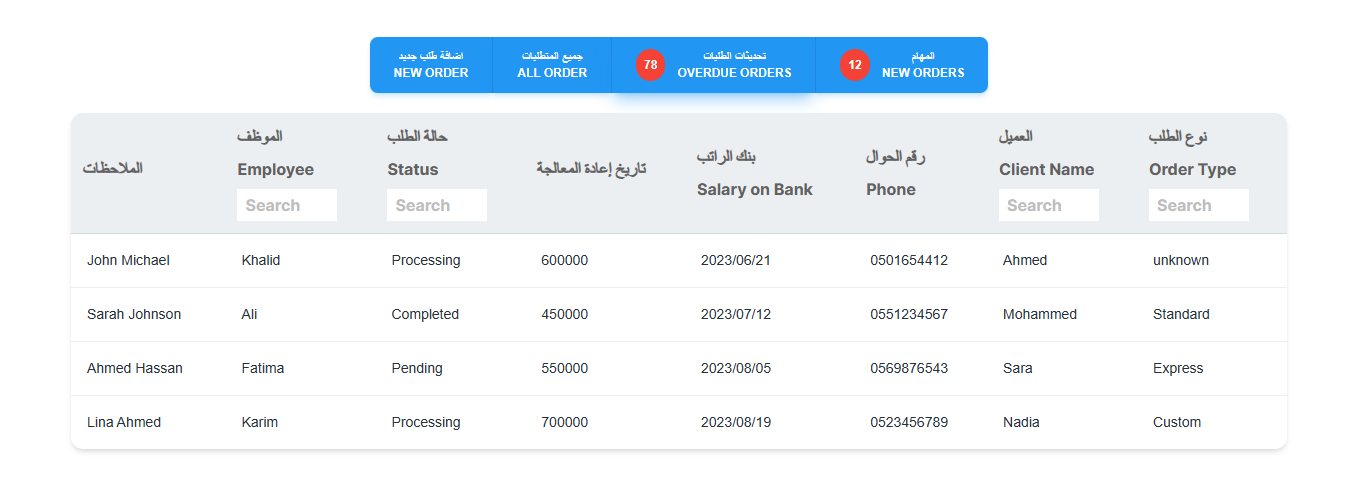 اضافة طلب جديد
NEW ORDER
جميع المتطلبات
ALL ORDER
78
تحديثات الطلبات
OVERDUE ORDERS
12
المهام
NEW ORDERS
الملاحظات
الموظف
Employee
Search
حالة الطلب
Status
Search
تاريخ إعادة المعالجة
بنك الراتب
Salary on Bank
رقم الحوال
Phone
العميل
Client Name
Search
نوع الطلب
Order Type
Search
John Michael Khalid Processing 600000 2023/06/21 0501654412 Ahmed unknown
Sarah Johnson Ali Completed 450000 2023/07/12 0551234567 Mohammed Standard
Ahmed Hassan Fatima Pending 550000 2023/08/05 0569876543 Sara Express
Lina Ahmed Karim Processing 700000 2023/08/19 0523456789 Nadia Custom